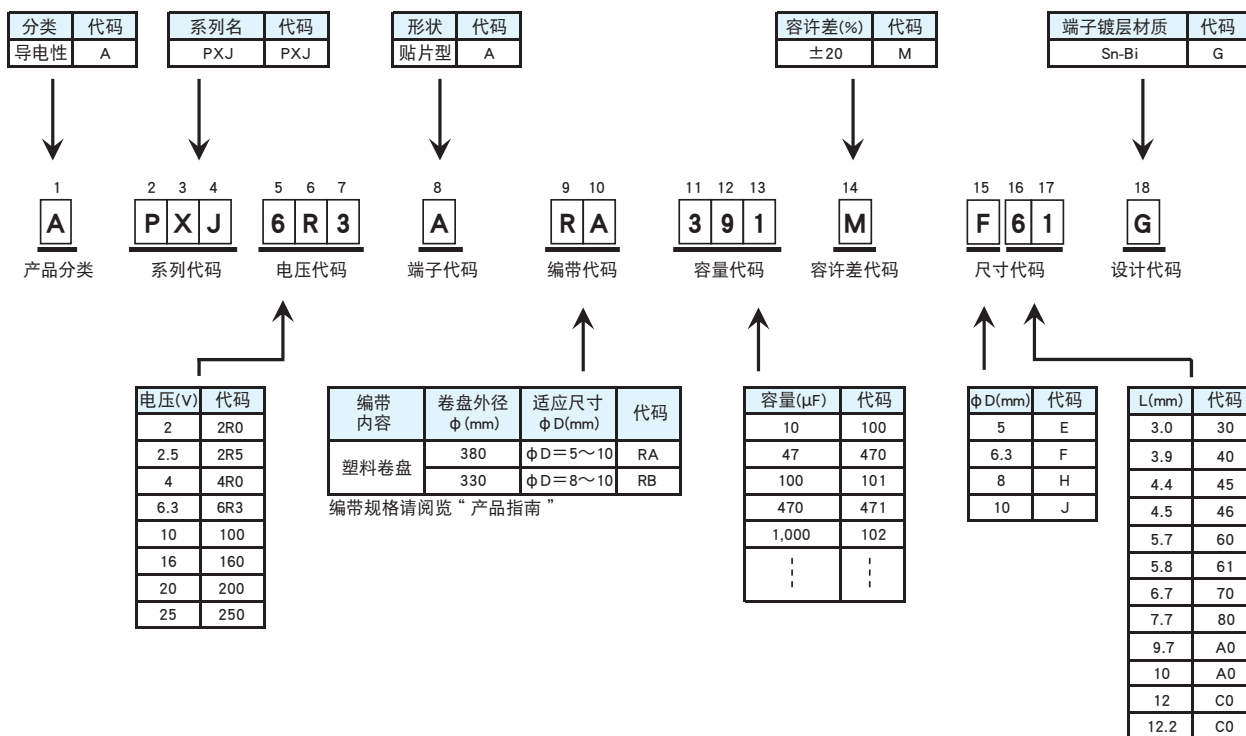 分类 代码
导电性 A
系列名 代码
PXJ PXJ
形状 代码
贴片型 A
容许差(%) 代码
±20 M
端子镀层材质 代码
Sn-Bi G
1 2 3 4 5 6 7 8 9 10 11 12 13 14 15 16 17 18
A P X J 6 R 3 A R A 3 9 1 M F 6 1 G
产品分类 系列代码 电压代码 端子代码 编带代码 容量代码 容许差代码 尺寸代码 设计代码
电压(V) 代码
2 2R0
2.5 2R5
4 4R0
6.3 6R3
10 100
16 160
20 200
25 250
编带内容 卷盘外径φ(mm) 适应尺寸φD(mm) 代码
塑料卷盘 380 φD=5～10 RA
330 φD=8～10 RB
编带规格请阅览“产品指南”
容量(μF) 代码
10 100
47 470
100 101
470 471
1,000 102
φD(mm) 代码
5 E
6.3 F
8 H
10 J
L(mm) 代码
3.0 30
3.9 40
4.4 45
4.5 46
5.7 60
5.8 61
6.7 70
7.7 80
9.7 A0
10 A0
12 C0
12.2 C0